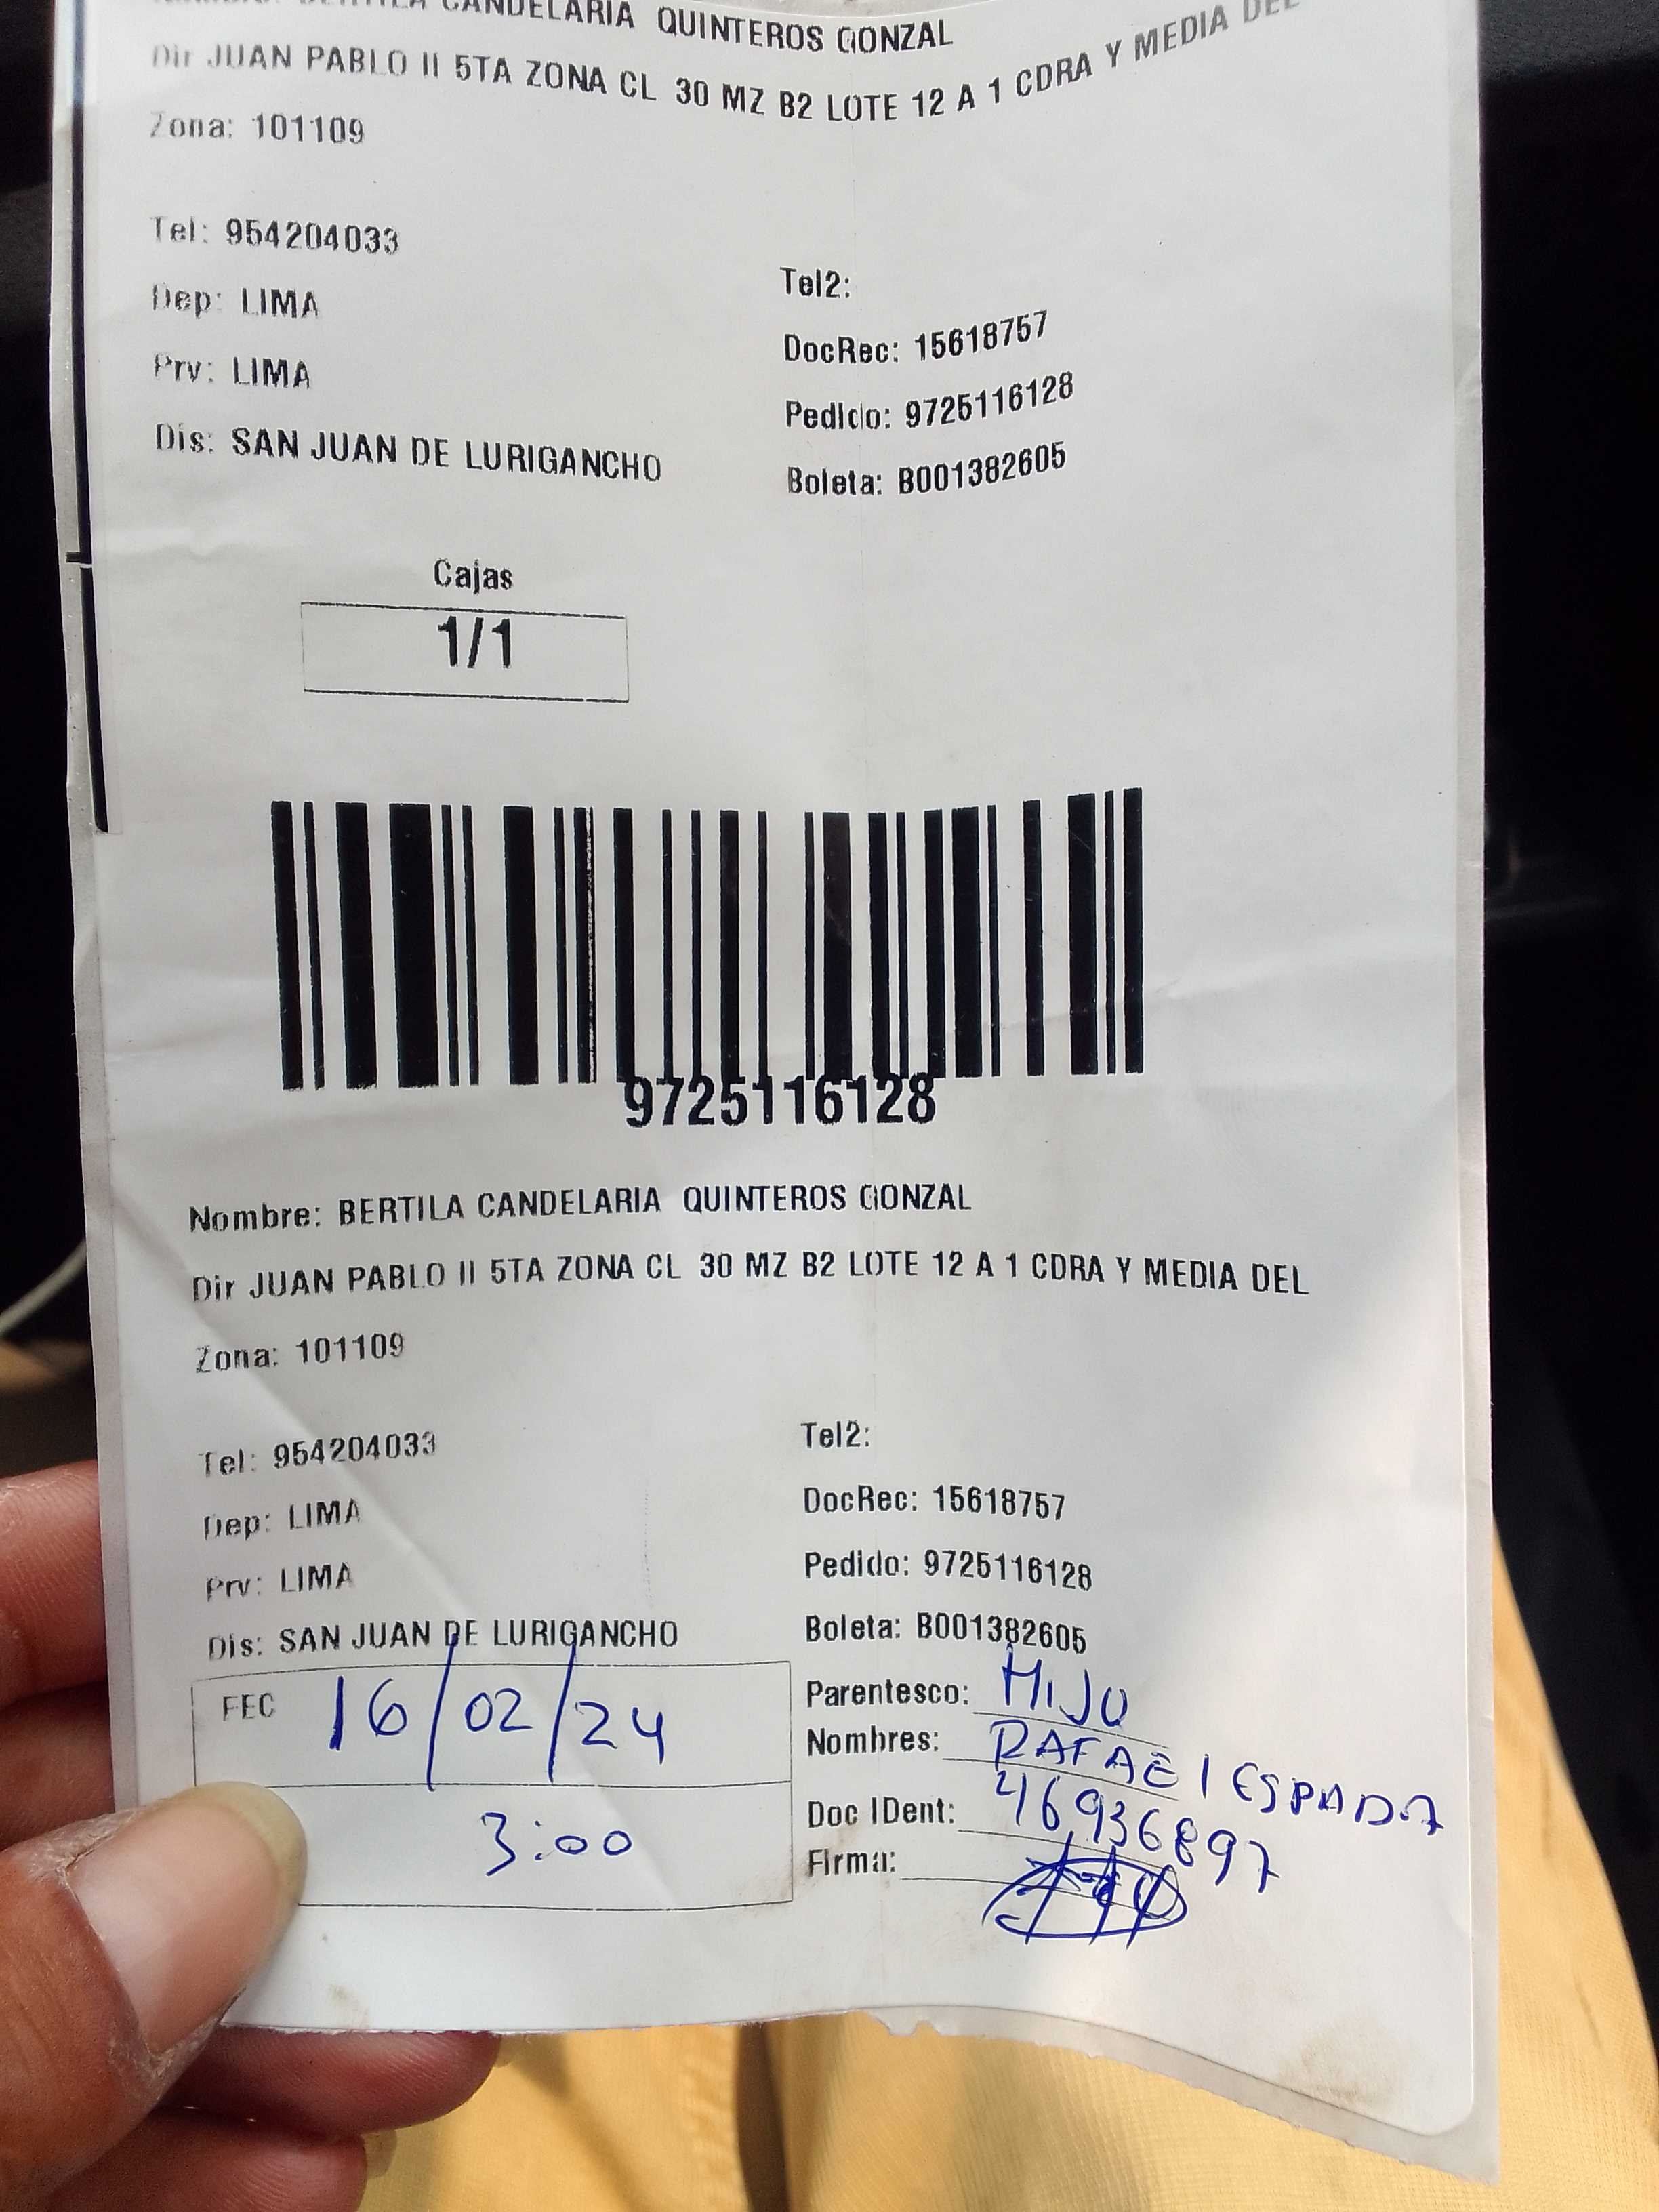 CANDELARIA QUINTEROS GONZAL
Dir JUAN PABLO II 5TA ZONA CL 30 MZ B2 LOTE 12 A 1 CDRA Y MEDIA DEL
Zona: 101109
Tel: 954204033
Tel2:
Dep: LIMA
DocRec: 15618757
Prv: LIMA
Pedido: 9725116128
Dis: SAN JUAN DE LURIGANCHO
Boleta: B001382605
Cajas
1/1
9725116128
Nombre: BERTILA CANDELARIA QUINTEROS GONZAL
Dir JUAN PABLO II 5TA ZONA CL 30 MZ B2 LOTE 12 A 1 CDRA Y MEDIA DEL
Zona: 101109
Tel: 954204033
Tel2:
Dep: LIMA
DocRec: 15618757
Prv: LIMA
Pedido: 9725116128
Dis: SAN JUAN DE LURIGANCHO
Boleta: B001382605
FEC 16/02/24
3:00
Parentesco: HIJO
Nombres: RAFAEl ESPADA
Doc IDent: 46936897
Firma: